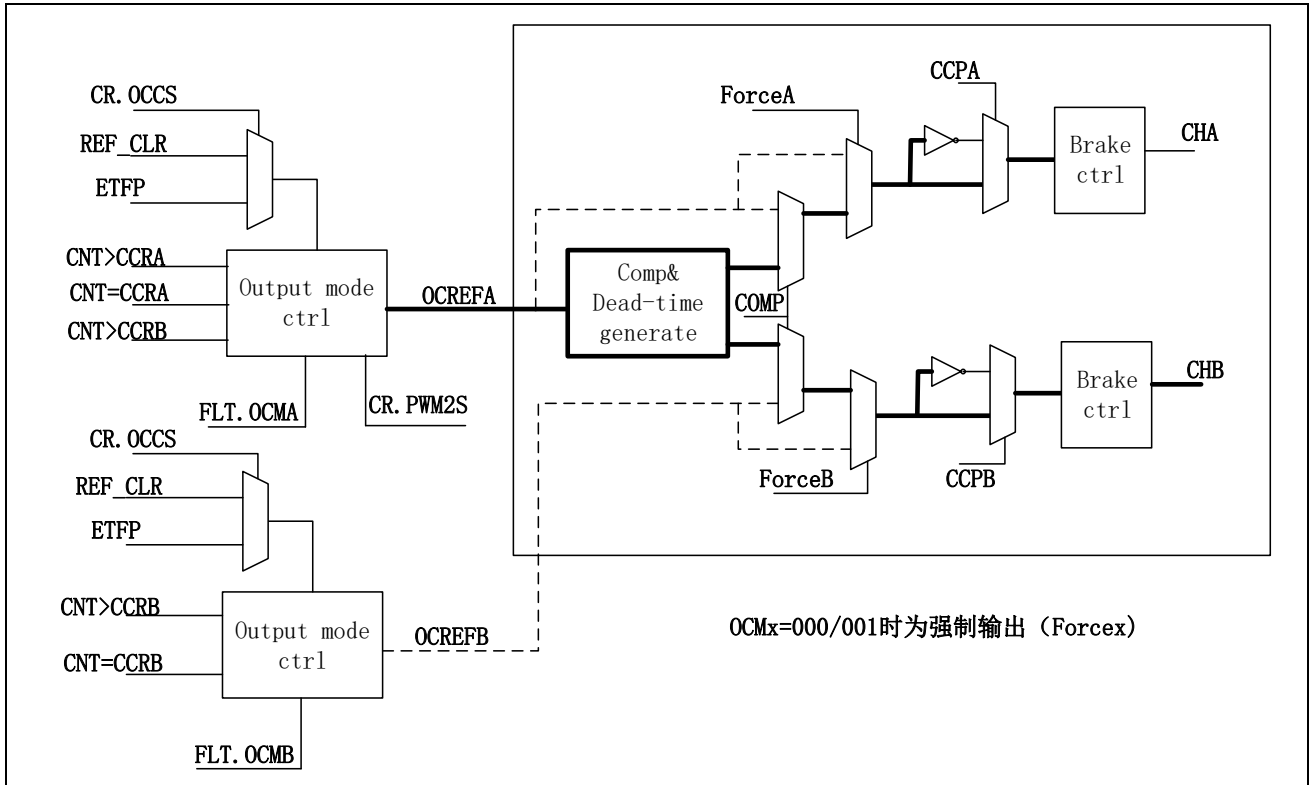 CR.OCCS
REF_CLR
ETFP
CNT>CCRA
CNT=CCRA
CNT>CCRB
Output mode
ctrl
OCREFA
FLT.OCMA
CR.PWM2S
Comp&
Dead-time
generate
COMP
ForceA
CCPA
Brake
ctrl
CHA
ForceB
CCPB
Brake
ctrl
CHB
CR.OCCS
REF_CLR
ETFP
CNT>CCRB
CNT=CCRB
Output mode
ctrl
OCREFB
FLT.OCMB
OCMx=000/001时为强制输出（Forcex）